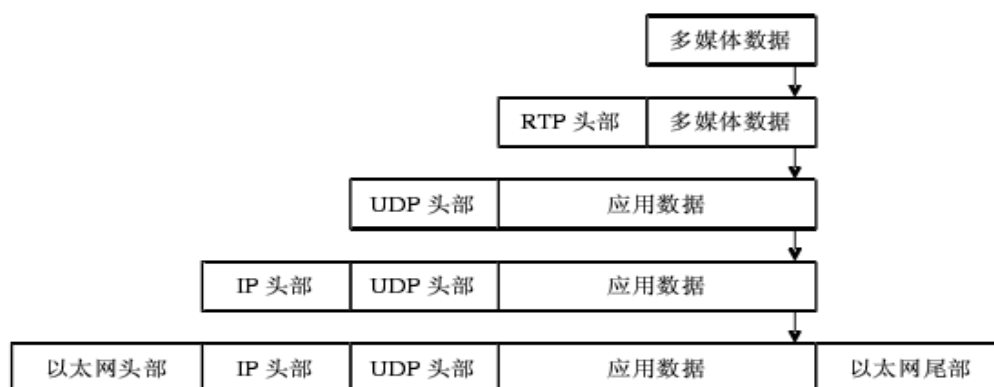 多媒体数据
RTP 头部 多媒体数据
UDP 头部 应用数据
IP 头部 UDP 头部 应用数据
以太网头部 IP 头部 UDP 头部 应用数据 以太网尾部